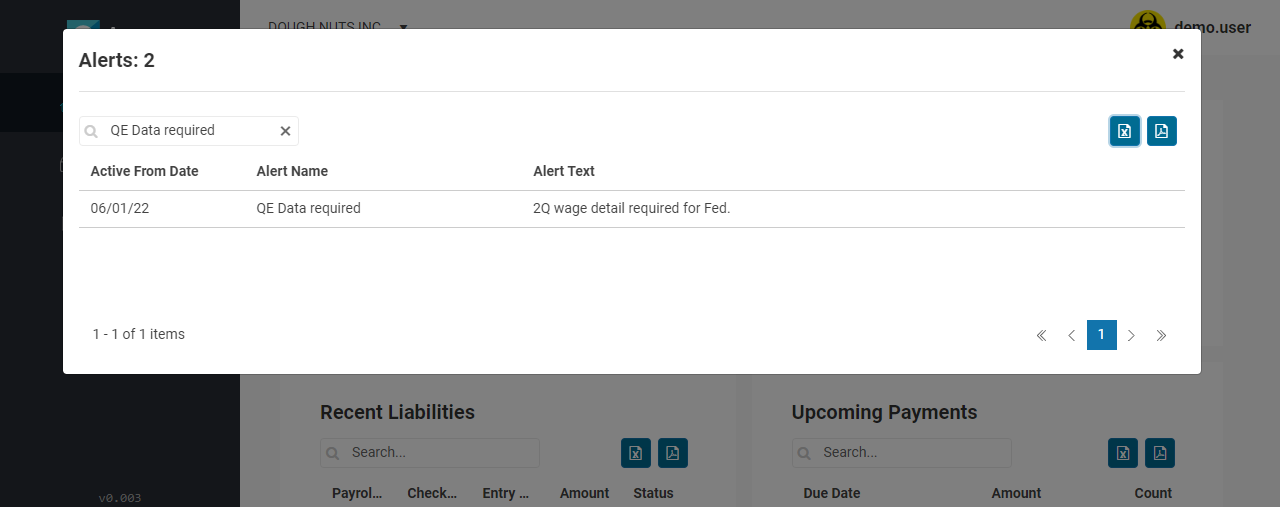 DOUGH NUTS INC
demo.user
Alerts: 2
QE Data required
Active From Date Alert Name Alert Text
06/01/22 QE Data required 2Q wage detail required for Fed.
1 - 1 of 1 items
1
Recent Liabilities
Upcoming Payments
Search...
Search...
Payrol... Check... Entry ... Amount Status
Due Date Amount Count
v0.003